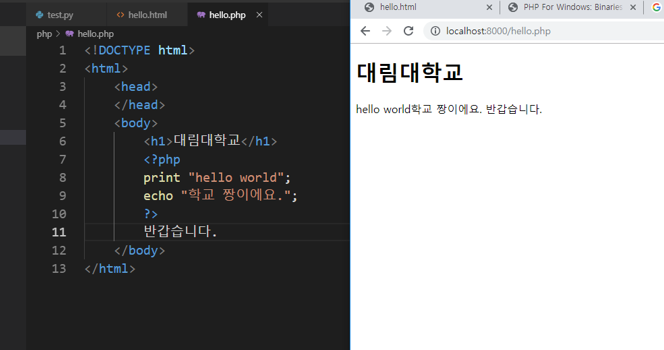 test.py hello.html hello.php ×
php > hello.php
1 <!DOCTYPE html>
2 <html>
3 <head>
4 </head>
5 <body>
6 <h1>대림대학교</h1>
7 <?php
8 print "hello world";
9 echo "학교 짱이에요.";
10 ?>
11 반갑습니다.
12 </body>
13 </html>
hello.html × PHP For Windows: Binaries × G
localhost:8000/hello.php
대림대학교
hello world학교 짱이에요. 반갑습니다.